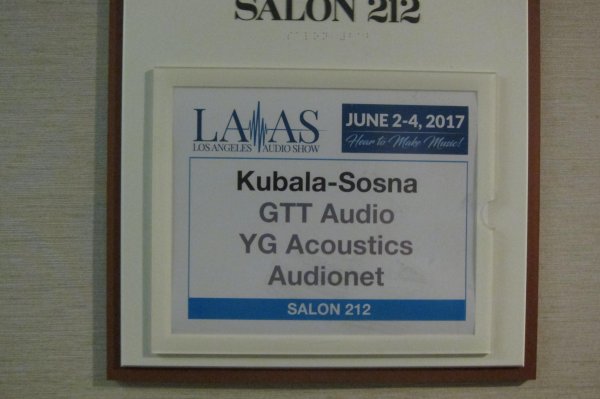 SALON 212
LAAS
LOS ANGELES AUDIO SHOW
JUNE 2-4, 2017
Hear to Make Music!
Kubala-Sosna
GTT Audio
YG Acoustics
Audionet
SALON 212